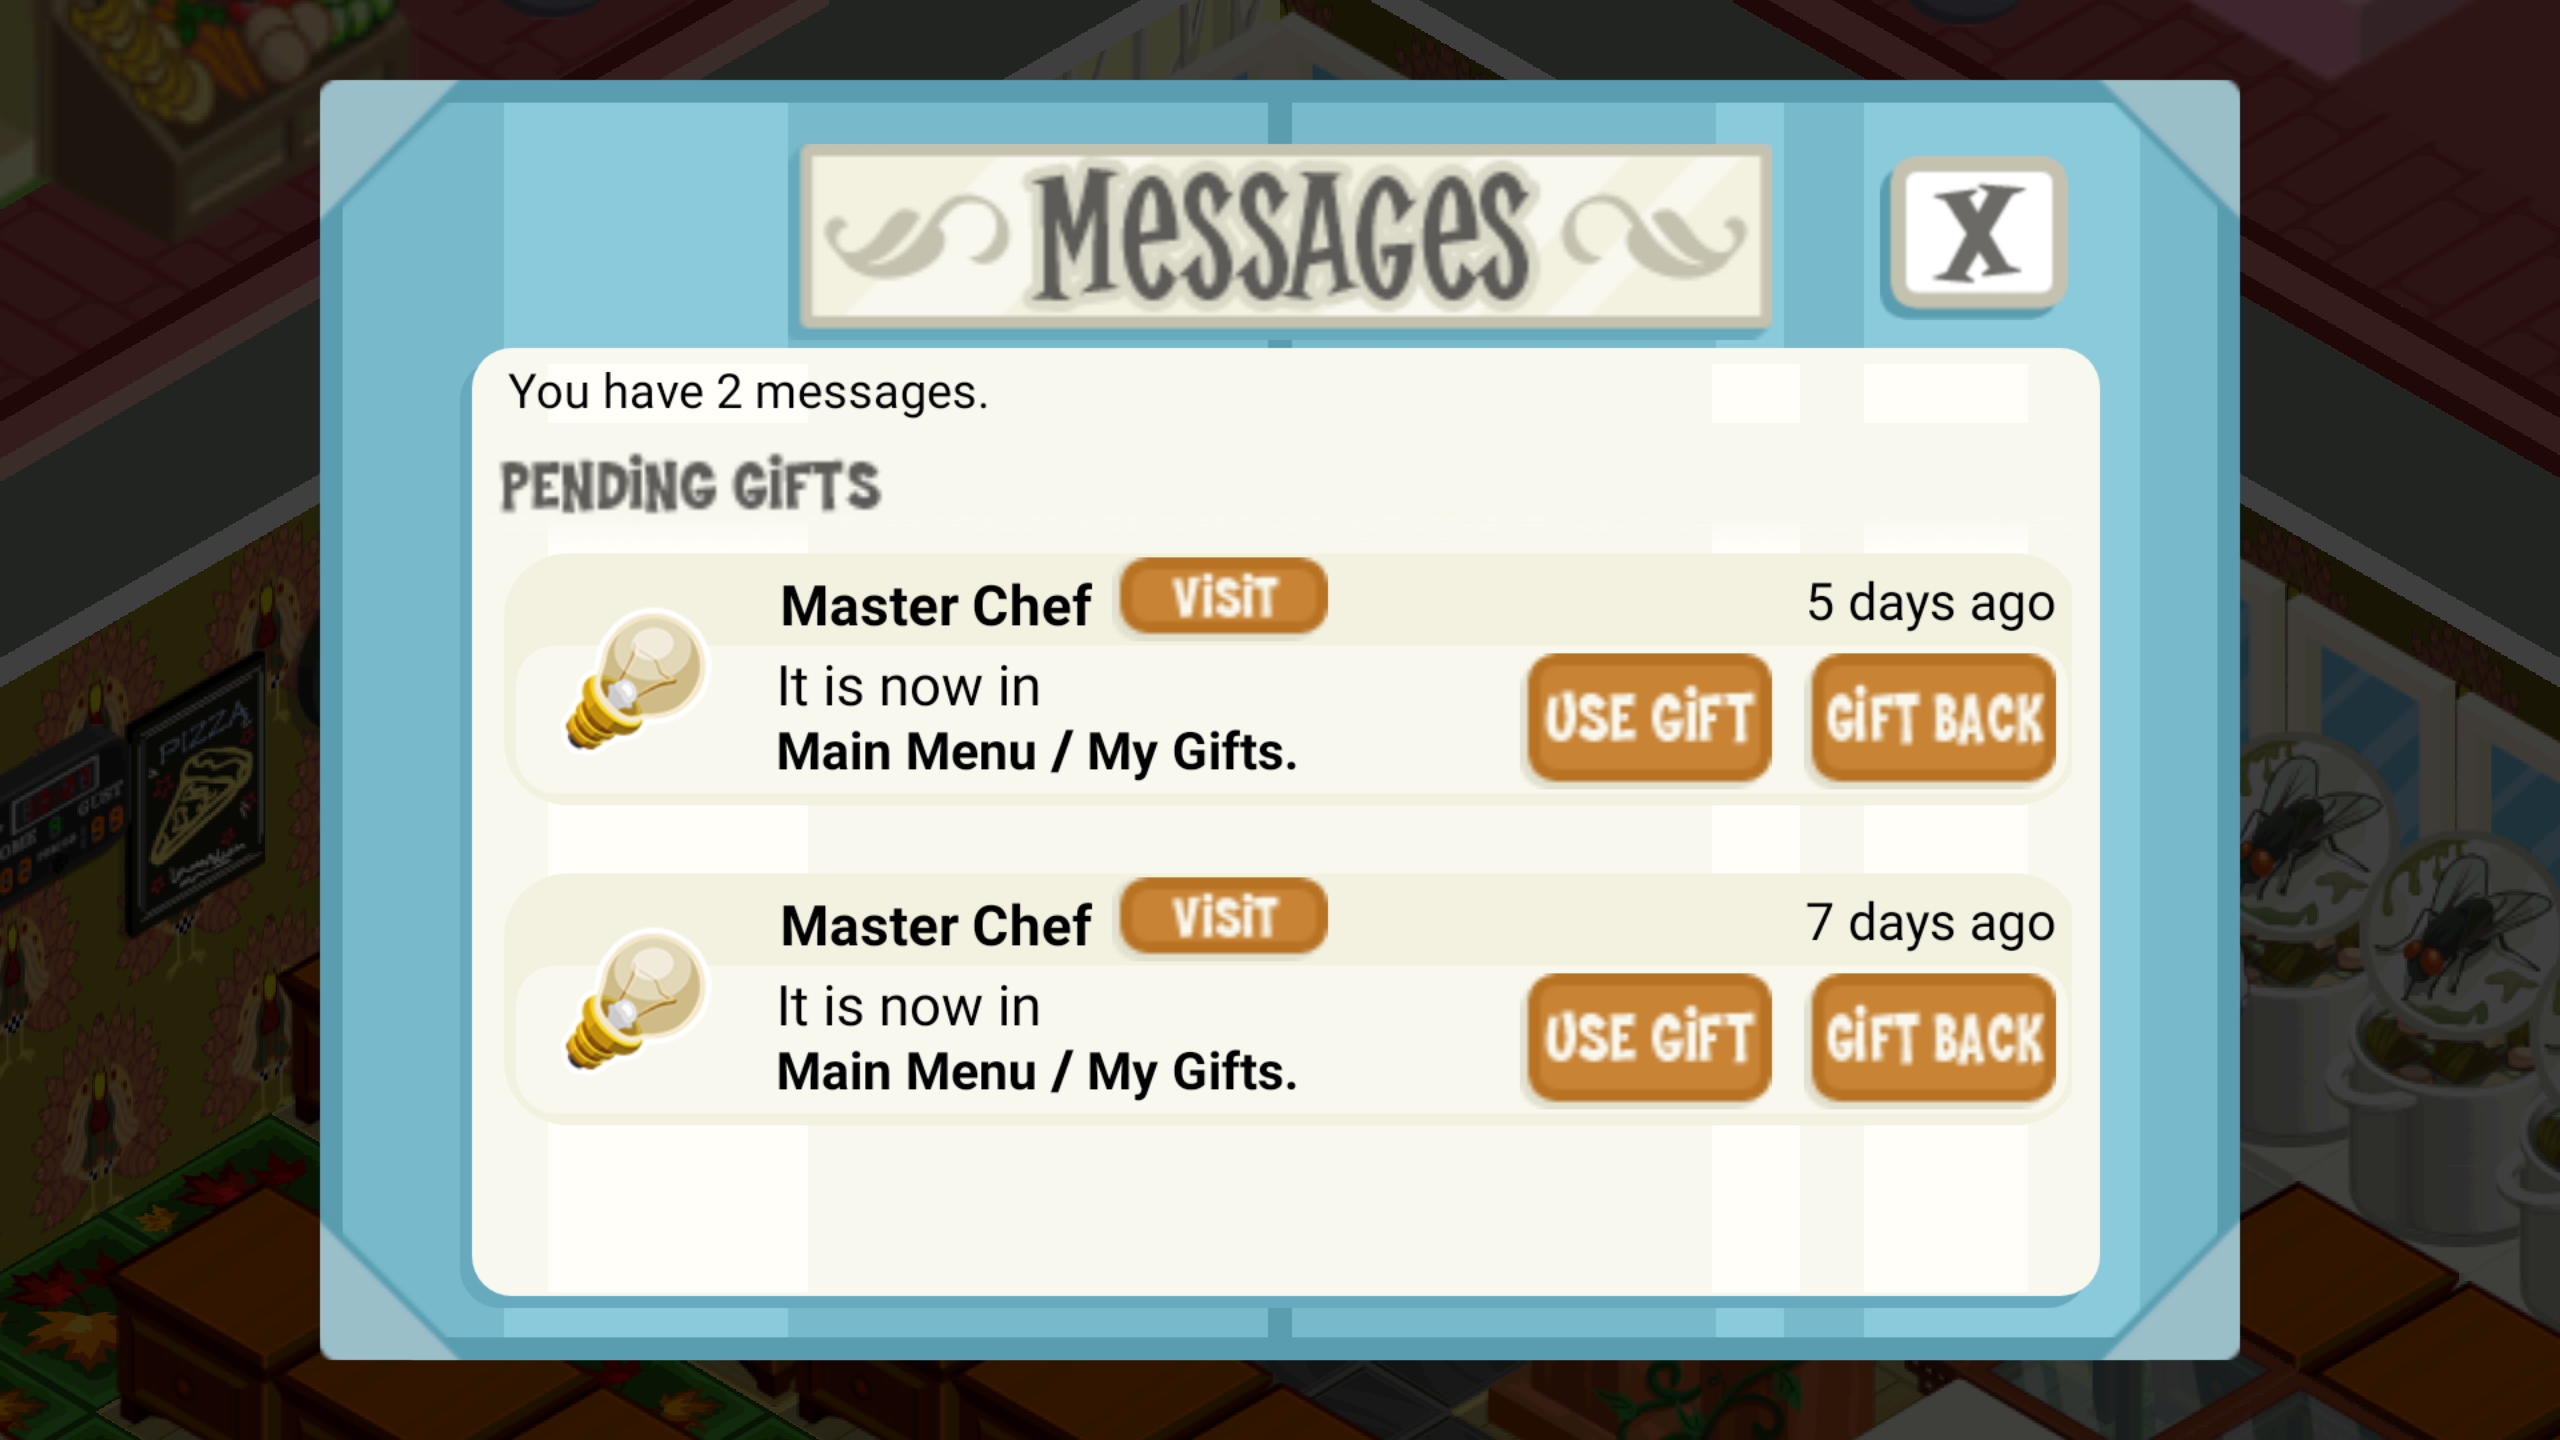 MESSAGES
X
You have 2 messages.
PENDING GIFTS
Master Chef
VISIT
5 days ago
It is now in
Main Menu / My Gifts.
USE GIFT
GIFT BACK
Master Chef
VISIT
7 days ago
It is now in
Main Menu / My Gifts.
USE GIFT
GIFT BACK
PIZZA
GUST